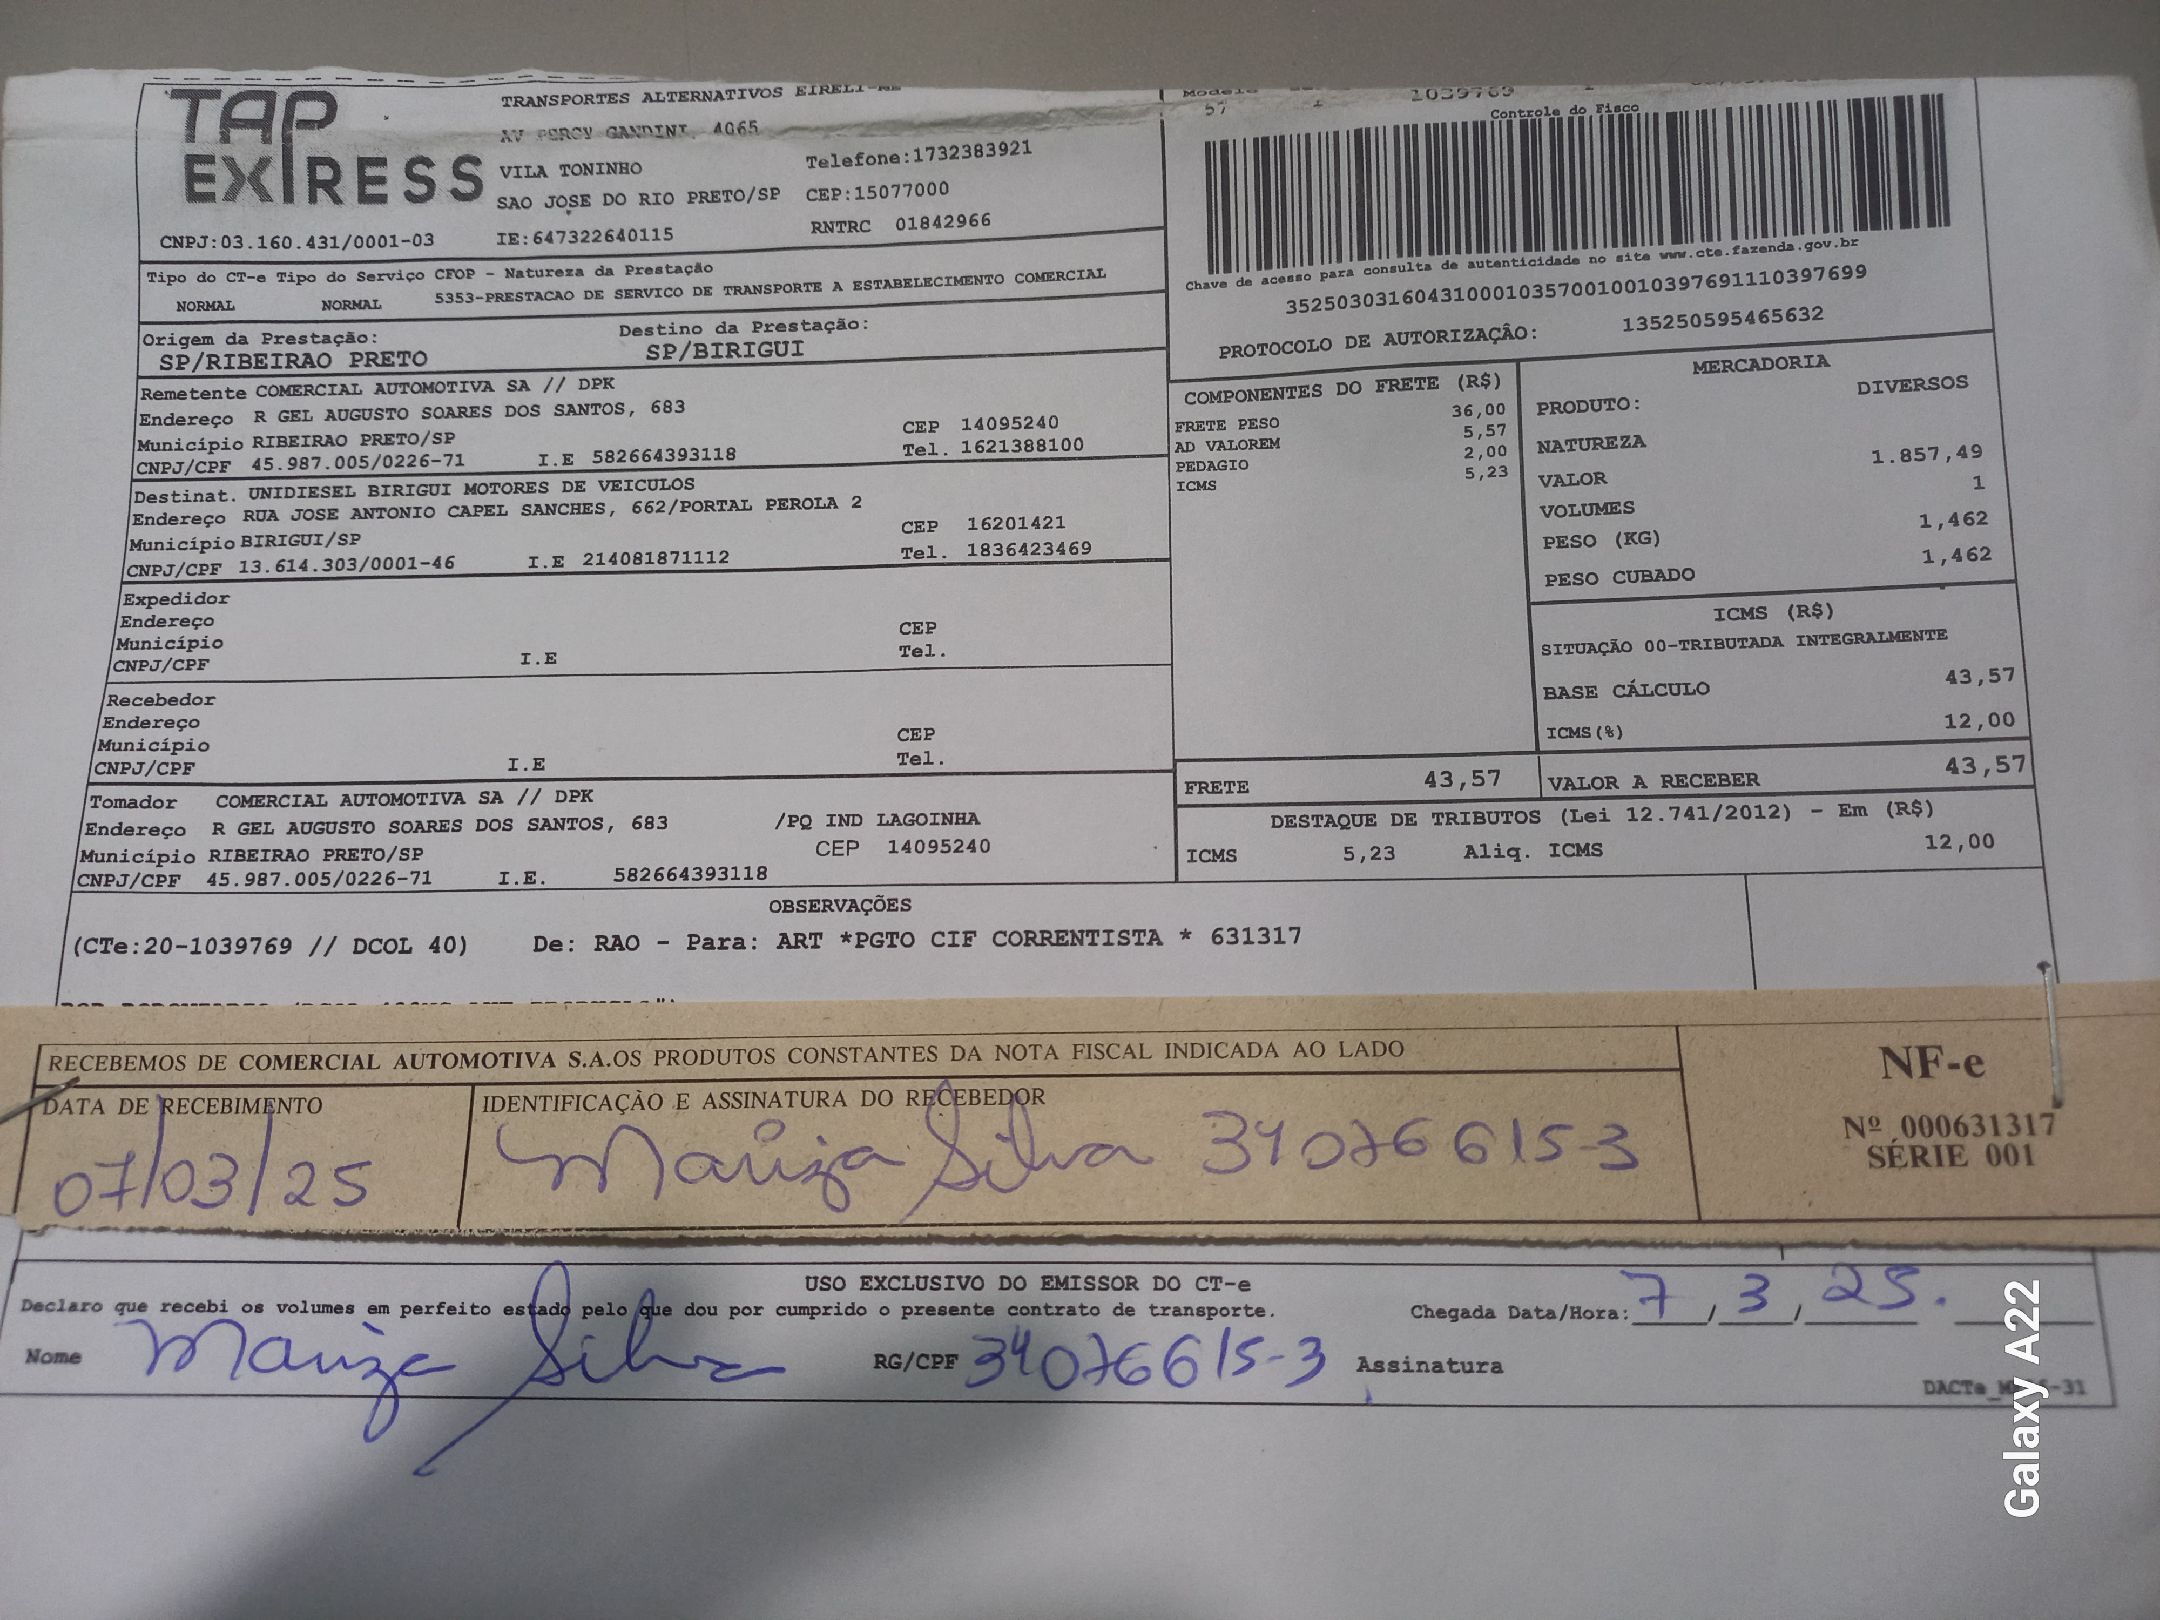 TAP EXPRESS
TRANSPORTES ALTERNATIVOS EIRELI-
AV PERCY GANDINI, 4065
VILA TONINHO
Telefone:1732383921
SAO JOSE DO RIO PRETO/SP CEP:15077000
CNPJ:03.160.431/0001-03 IE:647322640115 RNTRC 01842966
Modelo
57 1 1039769
Controle do Fisco
Chave de acesso para consulta de autenticidade no site www.cte.fazenda.gov.br
35250303160431000103570010010397691110397699
PROTOCOLO DE AUTORIZAÇÃO: 135250595465632
Tipo do CT-e Tipo do Serviço CFOP - Natureza da Prestação
NORMAL NORMAL 5353-PRESTACAO DE SERVICO DE TRANSPORTE A ESTABELECIMENTO COMERCIAL
Origem da Prestação: Destino da Prestação:
SP/RIBEIRAO PRETO SP/BIRIGUI
Remetente COMERCIAL AUTOMOTIVA SA // DPK
Endereço R GEL AUGUSTO SOARES DOS SANTOS, 683
Município RIBEIRAO PRETO/SP CEP 14095240
CNPJ/CPF 45.987.005/0226-71 I.E 582664393118 Tel. 1621388100
Destinat. UNIDIESEL BIRIGUI MOTORES DE VEICULOS
Endereço RUA JOSE ANTONIO CAPEL SANCHES, 662/PORTAL PEROLA 2
Município BIRIGUI/SP CEP 16201421
CNPJ/CPF 13.614.303/0001-46 I.E 214081871112 Tel. 1836423469
Expedidor
Endereço
Município CEP
CNPJ/CPF I.E Tel.
Recebedor
Endereço
Município CEP
CNPJ/CPF I.E Tel.
Tomador COMERCIAL AUTOMOTIVA SA // DPK
Endereço R GEL AUGUSTO SOARES DOS SANTOS, 683 /PQ IND LAGOINHA
Município RIBEIRAO PRETO/SP CEP 14095240
CNPJ/CPF 45.987.005/0226-71 I.E. 582664393118
COMPONENTES DO FRETE (R$)
FRETE PESO 36,00
AD VALOREM 5,57
PEDAGIO 2,00
ICMS 5,23
MERCADORIA
PRODUTO: DIVERSOS
NATUREZA
VALOR 1.857,49
VOLUMES 1
PESO (KG) 1,462
PESO CUBADO 1,462
ICMS (R$)
SITUAÇÃO 00-TRIBUTADA INTEGRALMENTE
BASE CÁLCULO 43,57
ICMS(%) 12,00
FRETE 43,57 VALOR A RECEBER 43,57
DESTAQUE DE TRIBUTOS (Lei 12.741/2012) - Em (R$)
ICMS 5,23 Aliq. ICMS 12,00
OBSERVAÇÕES
(CTe:20-1039769 // DCOL 40) De: RAO - Para: ART *PGTO CIF CORRENTISTA * 631317
RECEBEMOS DE COMERCIAL AUTOMOTIVA S.A.OS PRODUTOS CONSTANTES DA NOTA FISCAL INDICADA AO LADO
DATA DE RECEBIMENTO IDENTIFICAÇÃO E ASSINATURA DO RECEBEDOR
07/03/25 Mariza Silva 34076615-3
NF-e
Nº 000631317
SÉRIE 001
USO EXCLUSIVO DO EMISSOR DO CT-e
Declaro que recebi os volumes em perfeito estado pelo que dou por cumprido o presente contrato de transporte. Chegada Data/Hora: 7/3/25.
Nome Mariza Silva RG/CPF 34076615-3 Assinatura
Galaxy A22